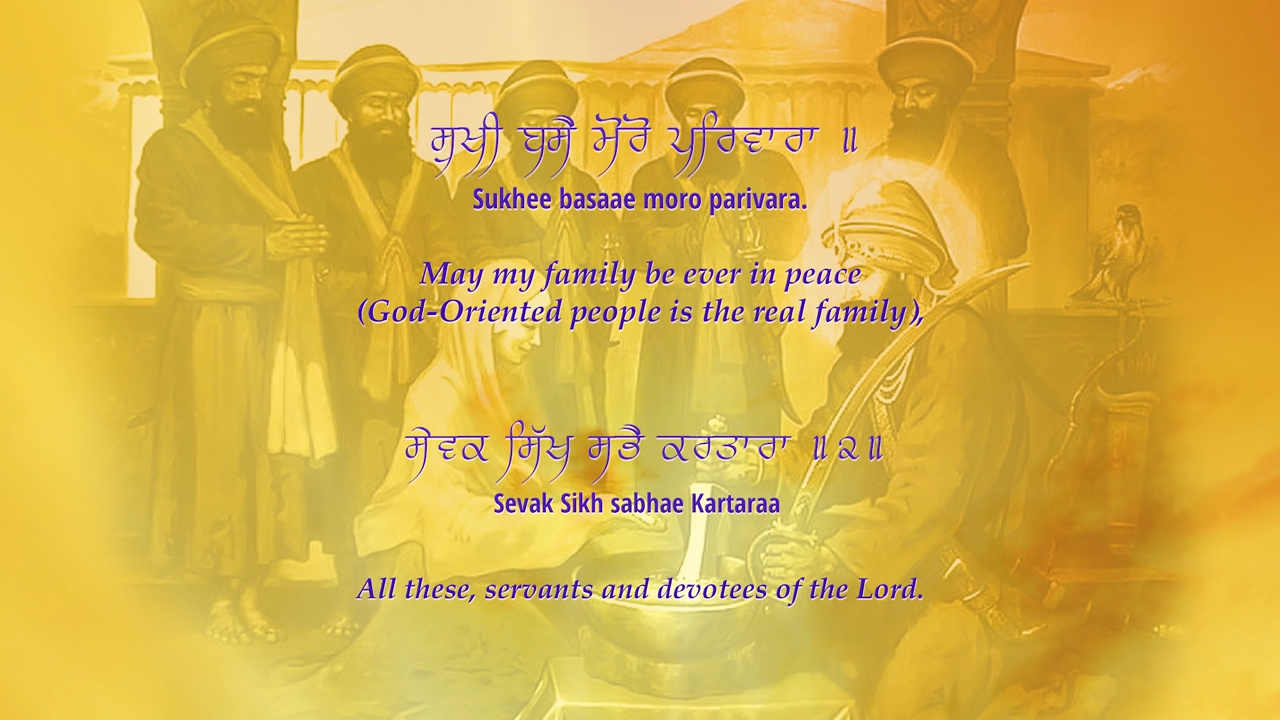 ਸੁਖੀ ਬਸੈ ਮੋਰੋ ਪਰਿਵਾਰਾ ॥
Sukhee basaae moro parivara.
May my family be ever in peace
(God-Oriented people is the real family),
ਸੇਵਕ ਸਿੱਖ ਸਭੈ ਕਰਤਾਰਾ ॥੨॥
Sevak Sikh sabhae Kartaraa
All these, servants and devotees of the Lord.